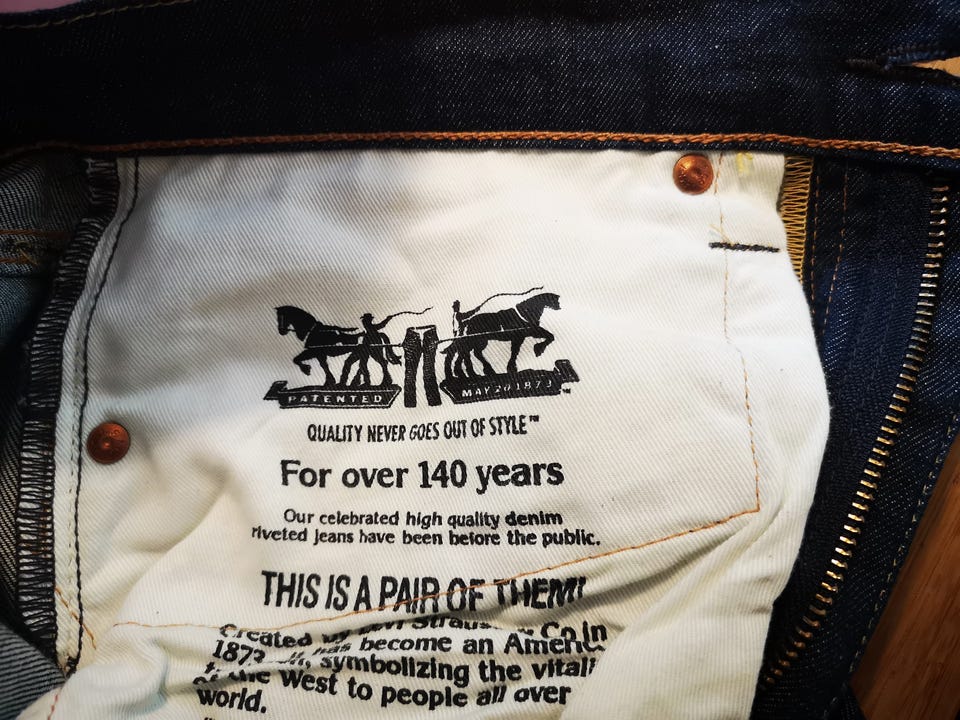 PATENTED MAY 20 1873
QUALITY NEVER GOES OUT OF STYLE™
For over 140 years
Our celebrated high quality denim
riveted jeans have been before the public.
THIS IS A PAIR OF THEM!
Created by Levi Strauss Co in
1873 has become an
symbolizing the
the West to people all over
world.